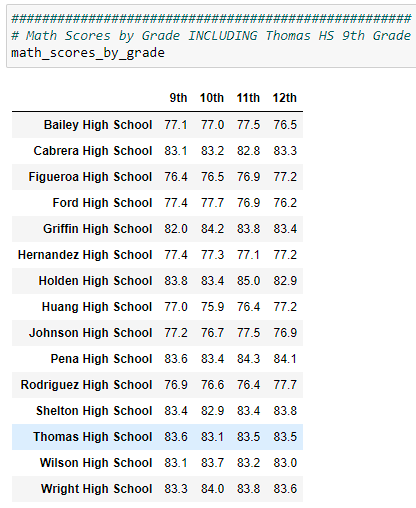 ####################################################
# Math Scores by Grade INCLUDING Thomas HS 9th Grade
math_scores_by_grade
9th 10th 11th 12th
Bailey High School 77.1 77.0 77.5 76.5
Cabrera High School 83.1 83.2 82.8 83.3
Figueroa High School 76.4 76.5 76.9 77.2
Ford High School 77.4 77.7 76.9 76.2
Griffin High School 82.0 84.2 83.8 83.4
Hernandez High School 77.4 77.3 77.1 77.2
Holden High School 83.8 83.4 85.0 82.9
Huang High School 77.0 75.9 76.4 77.2
Johnson High School 77.2 76.7 77.5 76.9
Pena High School 83.6 83.4 84.3 84.1
Rodriguez High School 76.9 76.6 76.4 77.7
Shelton High School 83.4 82.9 83.4 83.8
Thomas High School 83.6 83.1 83.5 83.5
Wilson High School 83.1 83.7 83.2 83.0
Wright High School 83.3 84.0 83.8 83.6